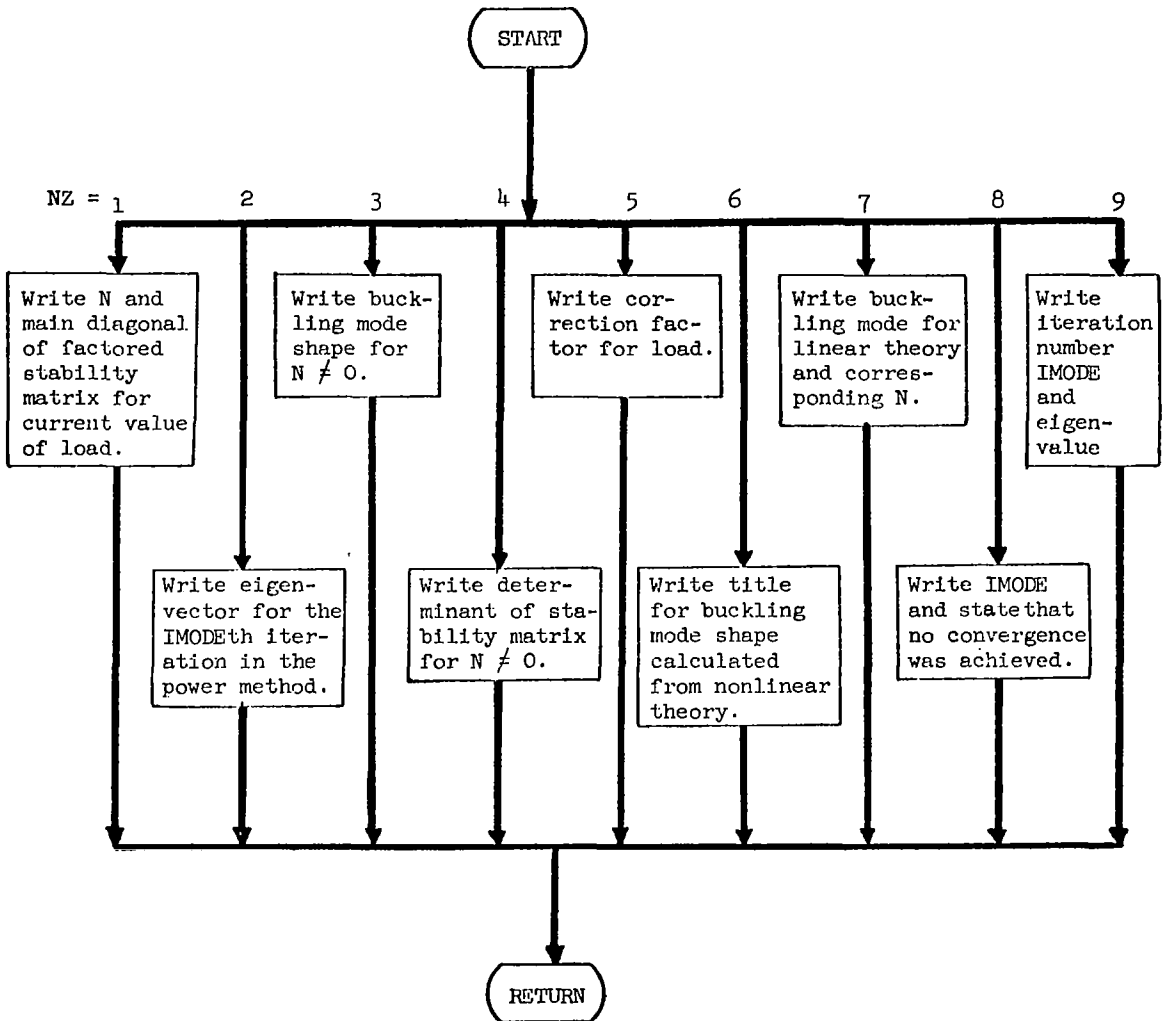 START
NZ = 1 2 3 4 5 6 7 8 9
Write N and
main diagonal
of factored
stability
matrix for
current value
of load.
Write buck-
ling mode
shape for
N ≠ 0.
Write cor-
rection fac-
tor for load.
Write buck-
ling mode for
linear theory
and corres-
ponding N.
Write
iteration
number
IMODE
and
eigen-
value
Write eigen-
vector for the
IMODEth iter-
ation in the
power method.
Write deter-
minant of sta-
bility matrix
for N ≠ 0.
Write title
for buckling
mode shape
calculated
from nonlinear
theory.
Write IMODE
and state that
no convergence
was achieved.
RETURN